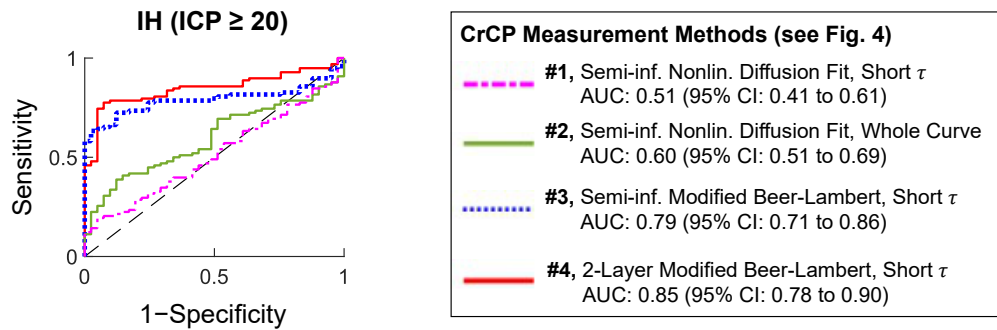 IH (ICP ≥ 20)
1
0.5
0
0
0.5
1
Sensitivity
1−Specificity
CrCP Measurement Methods (see Fig. 4)
#1, Semi-inf. Nonlin. Diffusion Fit, Short τ
AUC: 0.51 (95% CI: 0.41 to 0.61)
#2, Semi-inf. Nonlin. Diffusion Fit, Whole Curve
AUC: 0.60 (95% CI: 0.51 to 0.69)
#3, Semi-inf. Modified Beer-Lambert, Short τ
AUC: 0.79 (95% CI: 0.71 to 0.86)
#4, 2-Layer Modified Beer-Lambert, Short τ
AUC: 0.85 (95% CI: 0.78 to 0.90)